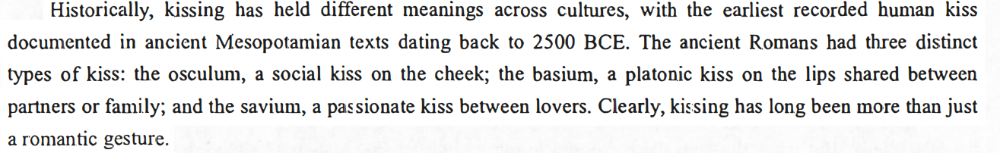 Historically, kissing has held different meanings across cultures, with the earliest recorded human kiss
documented in ancient Mesopotamian texts dating back to 2500 BCE. The ancient Romans had three distinct
types of kiss: the osculum, a social kiss on the cheek; the basium, a platonic kiss on the lips shared between
partners or family; and the savium, a passionate kiss between lovers. Clearly, kissing has long been more than just
a romantic gesture.